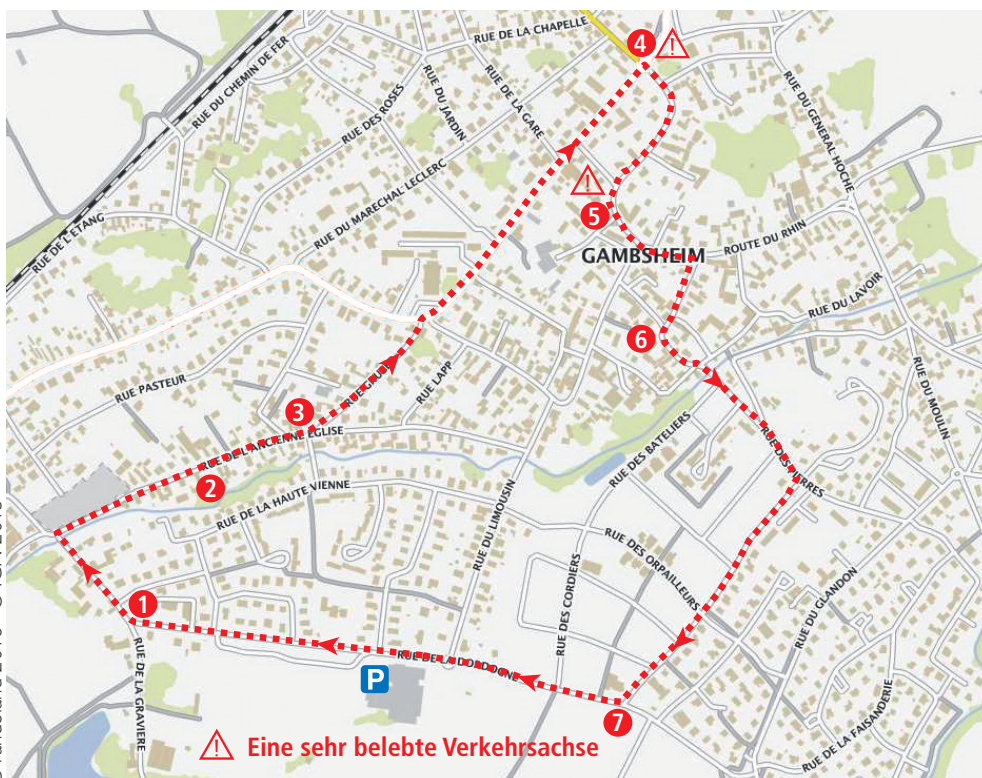 RUE DE LA CHAPELLE
4
RUE DU CHEMIN DE FER
RUE DES ROSES
RUE DU JARDIN
RUE DE LA GARE
RUE DU GENERAL HOCHE
RUE DU MARECHAL LECLERC
RUE DE L'ETANG
5
GAMBSHEIM
ROUTE DU RHIN
RUE DU LAVOIR
6
RUE PASTEUR
RUE LAPP
RUE DU MOULIN
3
RUE DE L'ANCIENNE EGLISE
2
RUE DE LA HAUTE VIENNE
RUE DU LIMOUSIN
RUE DES BATELIERS
RUE DES PIERRES
RUE DES ORPAILLEURS
RUE DES CORDIERS
RUE DU GLANDON
1
RUE DE LA GRAVIERE
RUE DE LA DORDOGNE
P
7
RUE DE LA FAISANDERIE
Eine sehr belebte Verkehrsachse